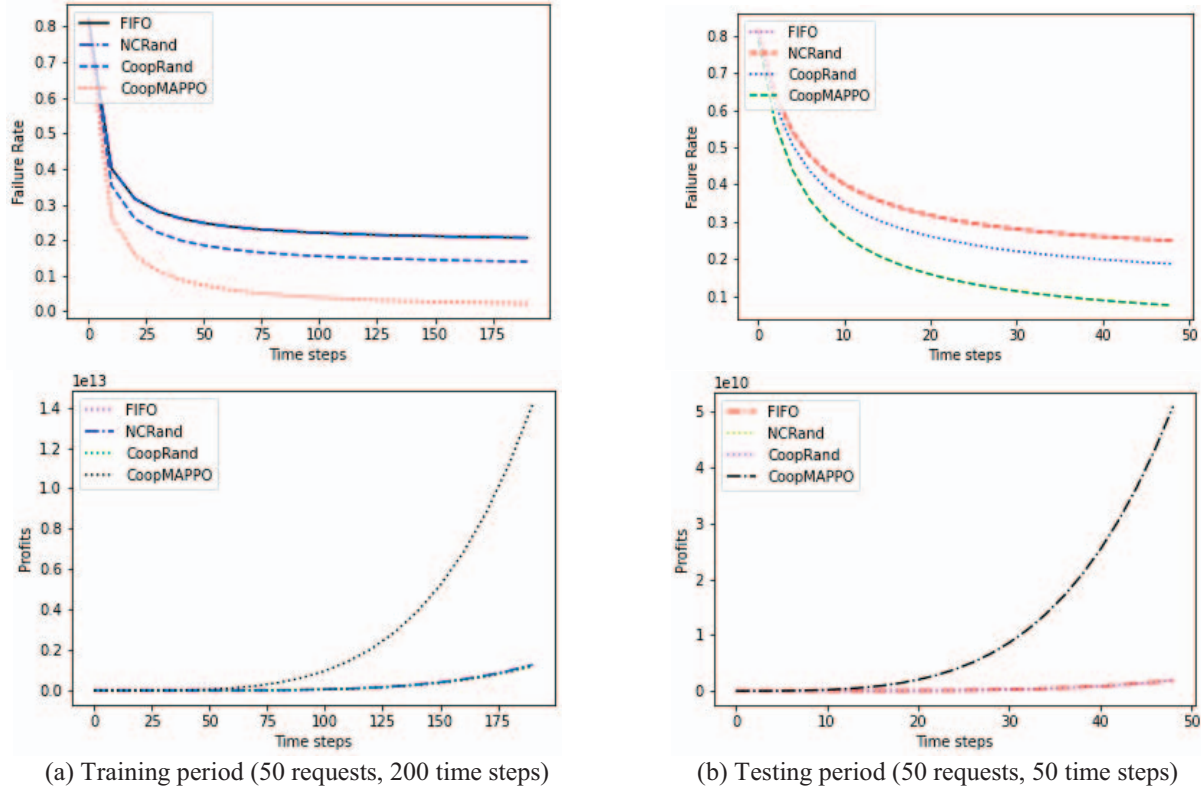 FIFO
NCRand
CoopRand
CoopMAPPO
0.8
0.7
0.6
0.5
0.4
0.3
0.2
0.1
0.0
Failure Rate
0 25 50 75 100 125 150 175
Time steps
FIFO
NCRand
CoopRand
CoopMAPPO
0.8
0.7
0.6
0.5
0.4
0.3
0.2
0.1
Failure Rate
0 10 20 30 40 50
Time steps
1e13
FIFO
NCRand
CoopRand
CoopMAPPO
1.4
1.2
1.0
0.8
0.6
0.4
0.2
0.0
Profits
0 25 50 75 100 125 150 175
Time steps
1e10
FIFO
NCRand
CoopRand
CoopMAPPO
5
4
3
2
1
0
Profits
0 10 20 30 40 50
Time steps
(a) Training period (50 requests, 200 time steps)
(b) Testing period (50 requests, 50 time steps)